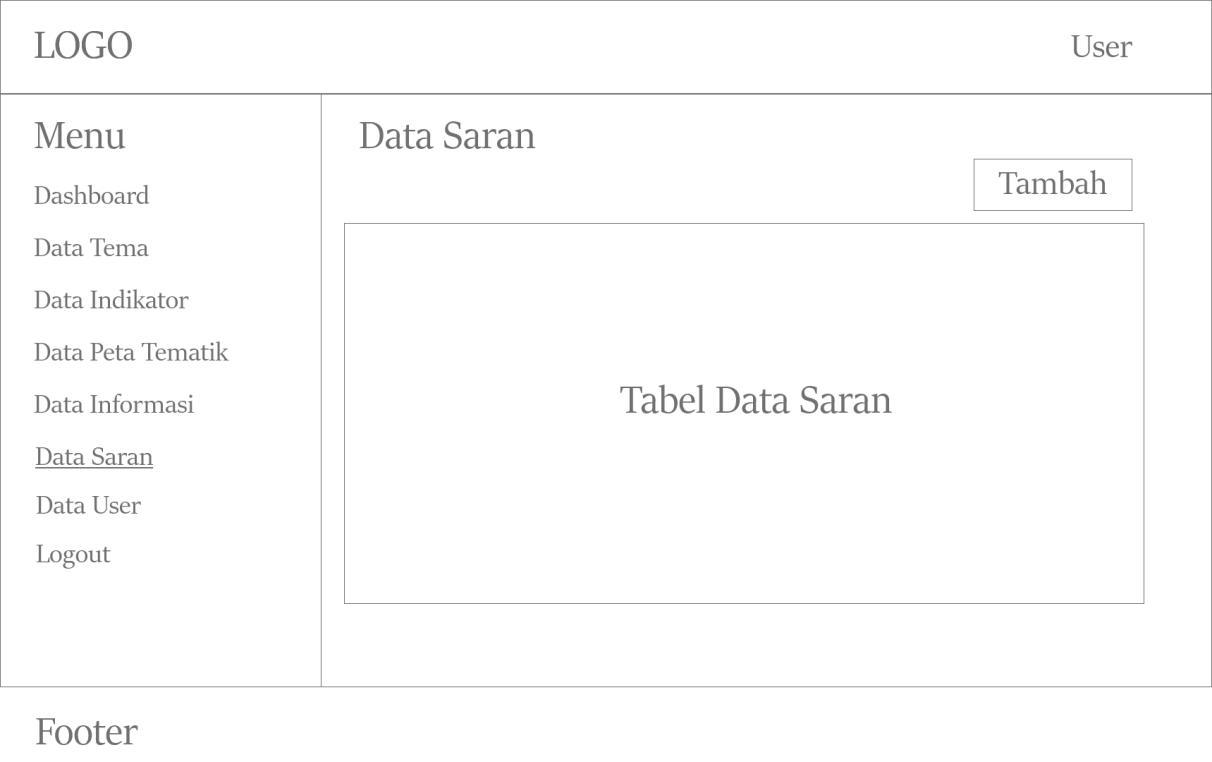 LOGO
User
Menu
Dashboard
Data Tema
Data Indikator
Data Peta Tematik
Data Informasi
Data Saran
Data User
Logout
Data Saran
Tambah
Tabel Data Saran
Footer